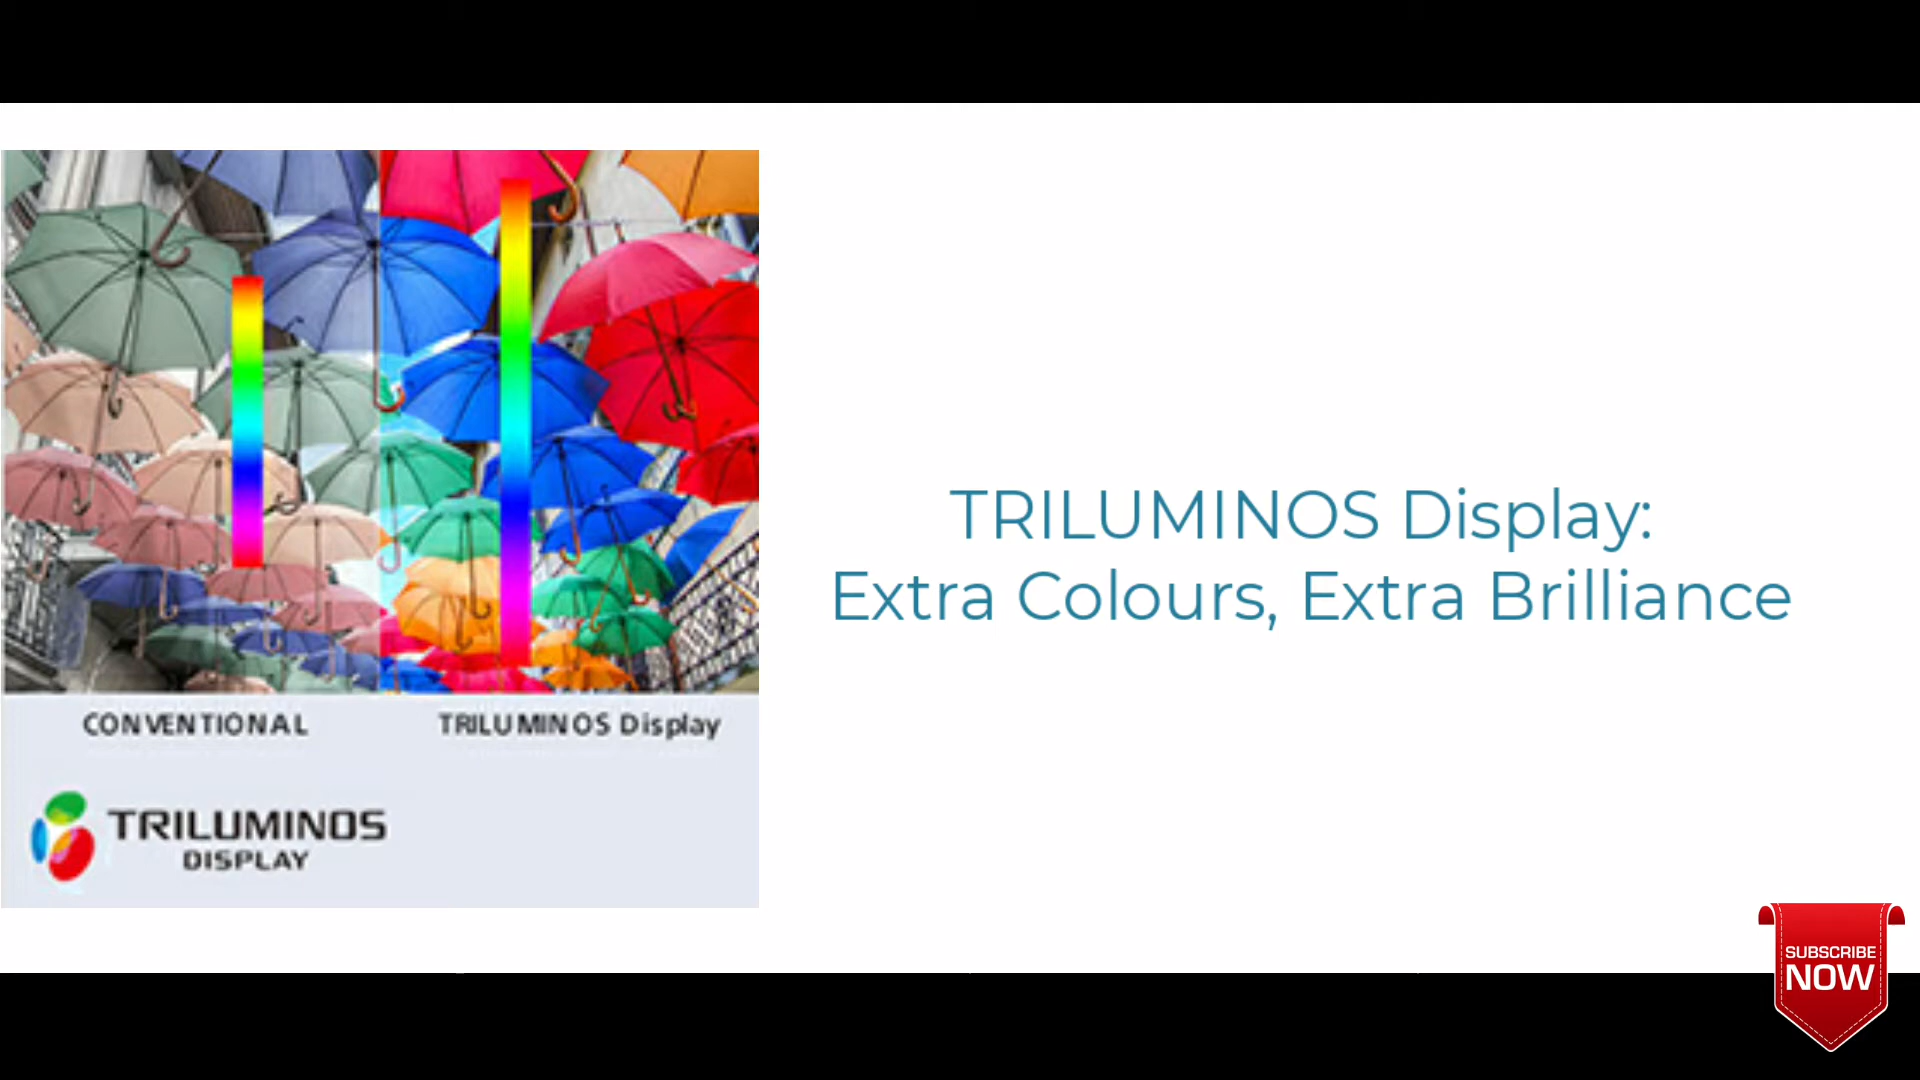 TRILUMINOS Display:
Extra Colours, Extra Brilliance
CONVENTIONAL
TRILUMINOS Display
TRILUMINOS
DISPLAY
SUBSCRIBE
NOW